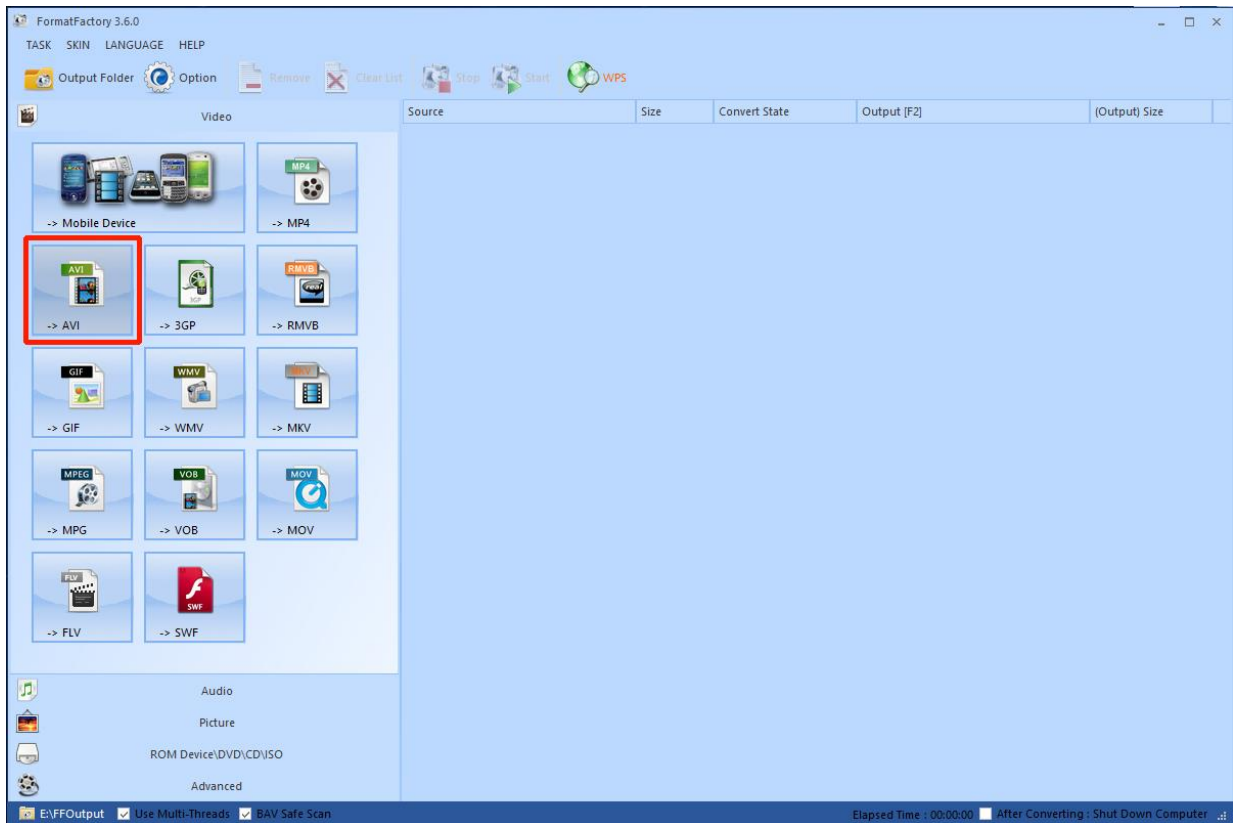 FormatFactory 3.6.0
TASK SKIN LANGUAGE HELP
Output Folder Option Remove Clear List Stop Start WPS
Video
Source Size Convert State Output [F2] (Output) Size
MP4
-> Mobile Device -> MP4
AVI 3GP RMVB real
-> AVI -> 3GP -> RMVB
GIF WMV MKV
-> GIF -> WMV -> MKV
MPEG VOB MOV
-> MPG -> VOB -> MOV
FLV SWF
-> FLV -> SWF
Audio
Picture
ROM Device\DVD\CD\ISO
Advanced
E:\FFOutput Use Multi-Threads BAV Safe Scan Elapsed Time : 00:00:00 After Converting : Shut Down Computer